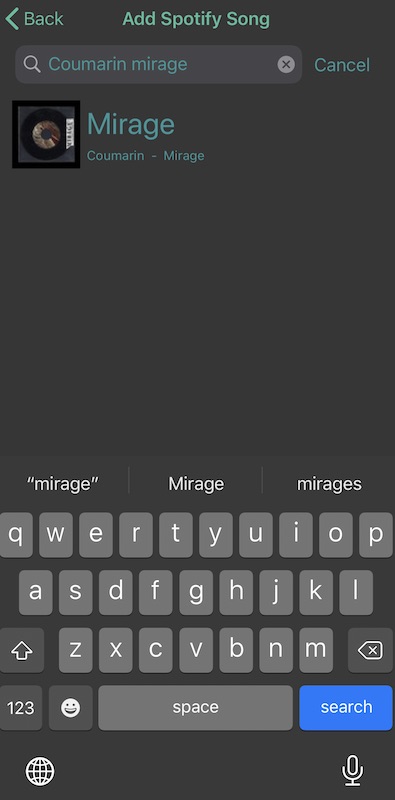 Back Add Spotify Song
Coumarin mirage Cancel
Mirage
Coumarin - Mirage
“mirage” Mirage mirages
q w e r t y u i o p
a s d f g h j k l
z x c v b n m
123 space search